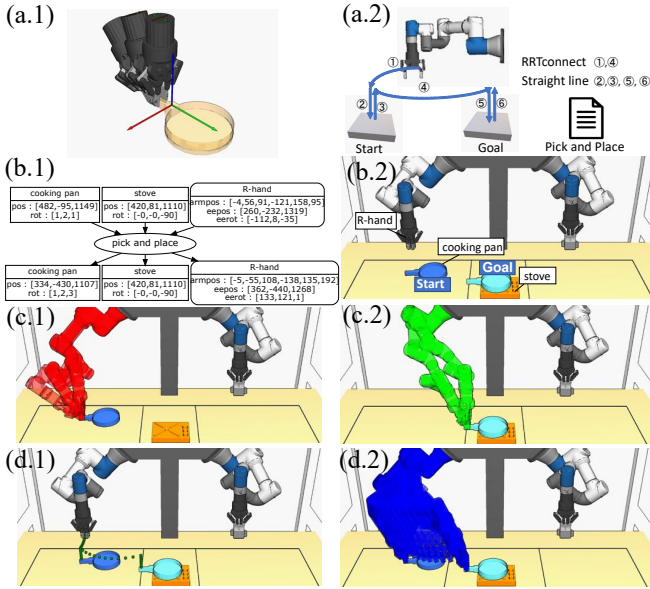 (a.1)
(a.2)
①
②
③
④
⑤
⑥
RRTconnect ①,④
Straight line ②,③, ⑤, ⑥
Start
Goal
Pick and Place
(b.1)
cooking pan
pos : [482,-95,1149]
rot : [1,2,1]
stove
pos : [420,81,1110]
rot : [-0,-0,-90]
R-hand
armpos : [-4,56,91,-121,158,95]
eepos : [260,-232,1319]
eerot : [-112,8,-35]
pick and place
cooking pan
pos : [334,-430,1107]
rot : [1,2,3]
stove
pos : [420,81,1110]
rot : [-0,-0,-90]
R-hand
armpos : [-5,-55,108,-138,135,192]
eepos : [362,-440,1268]
eerot : [133,121,1]
(b.2)
R-hand
cooking pan
Start
Goal
stove
(c.1)
(c.2)
(d.1)
(d.2)